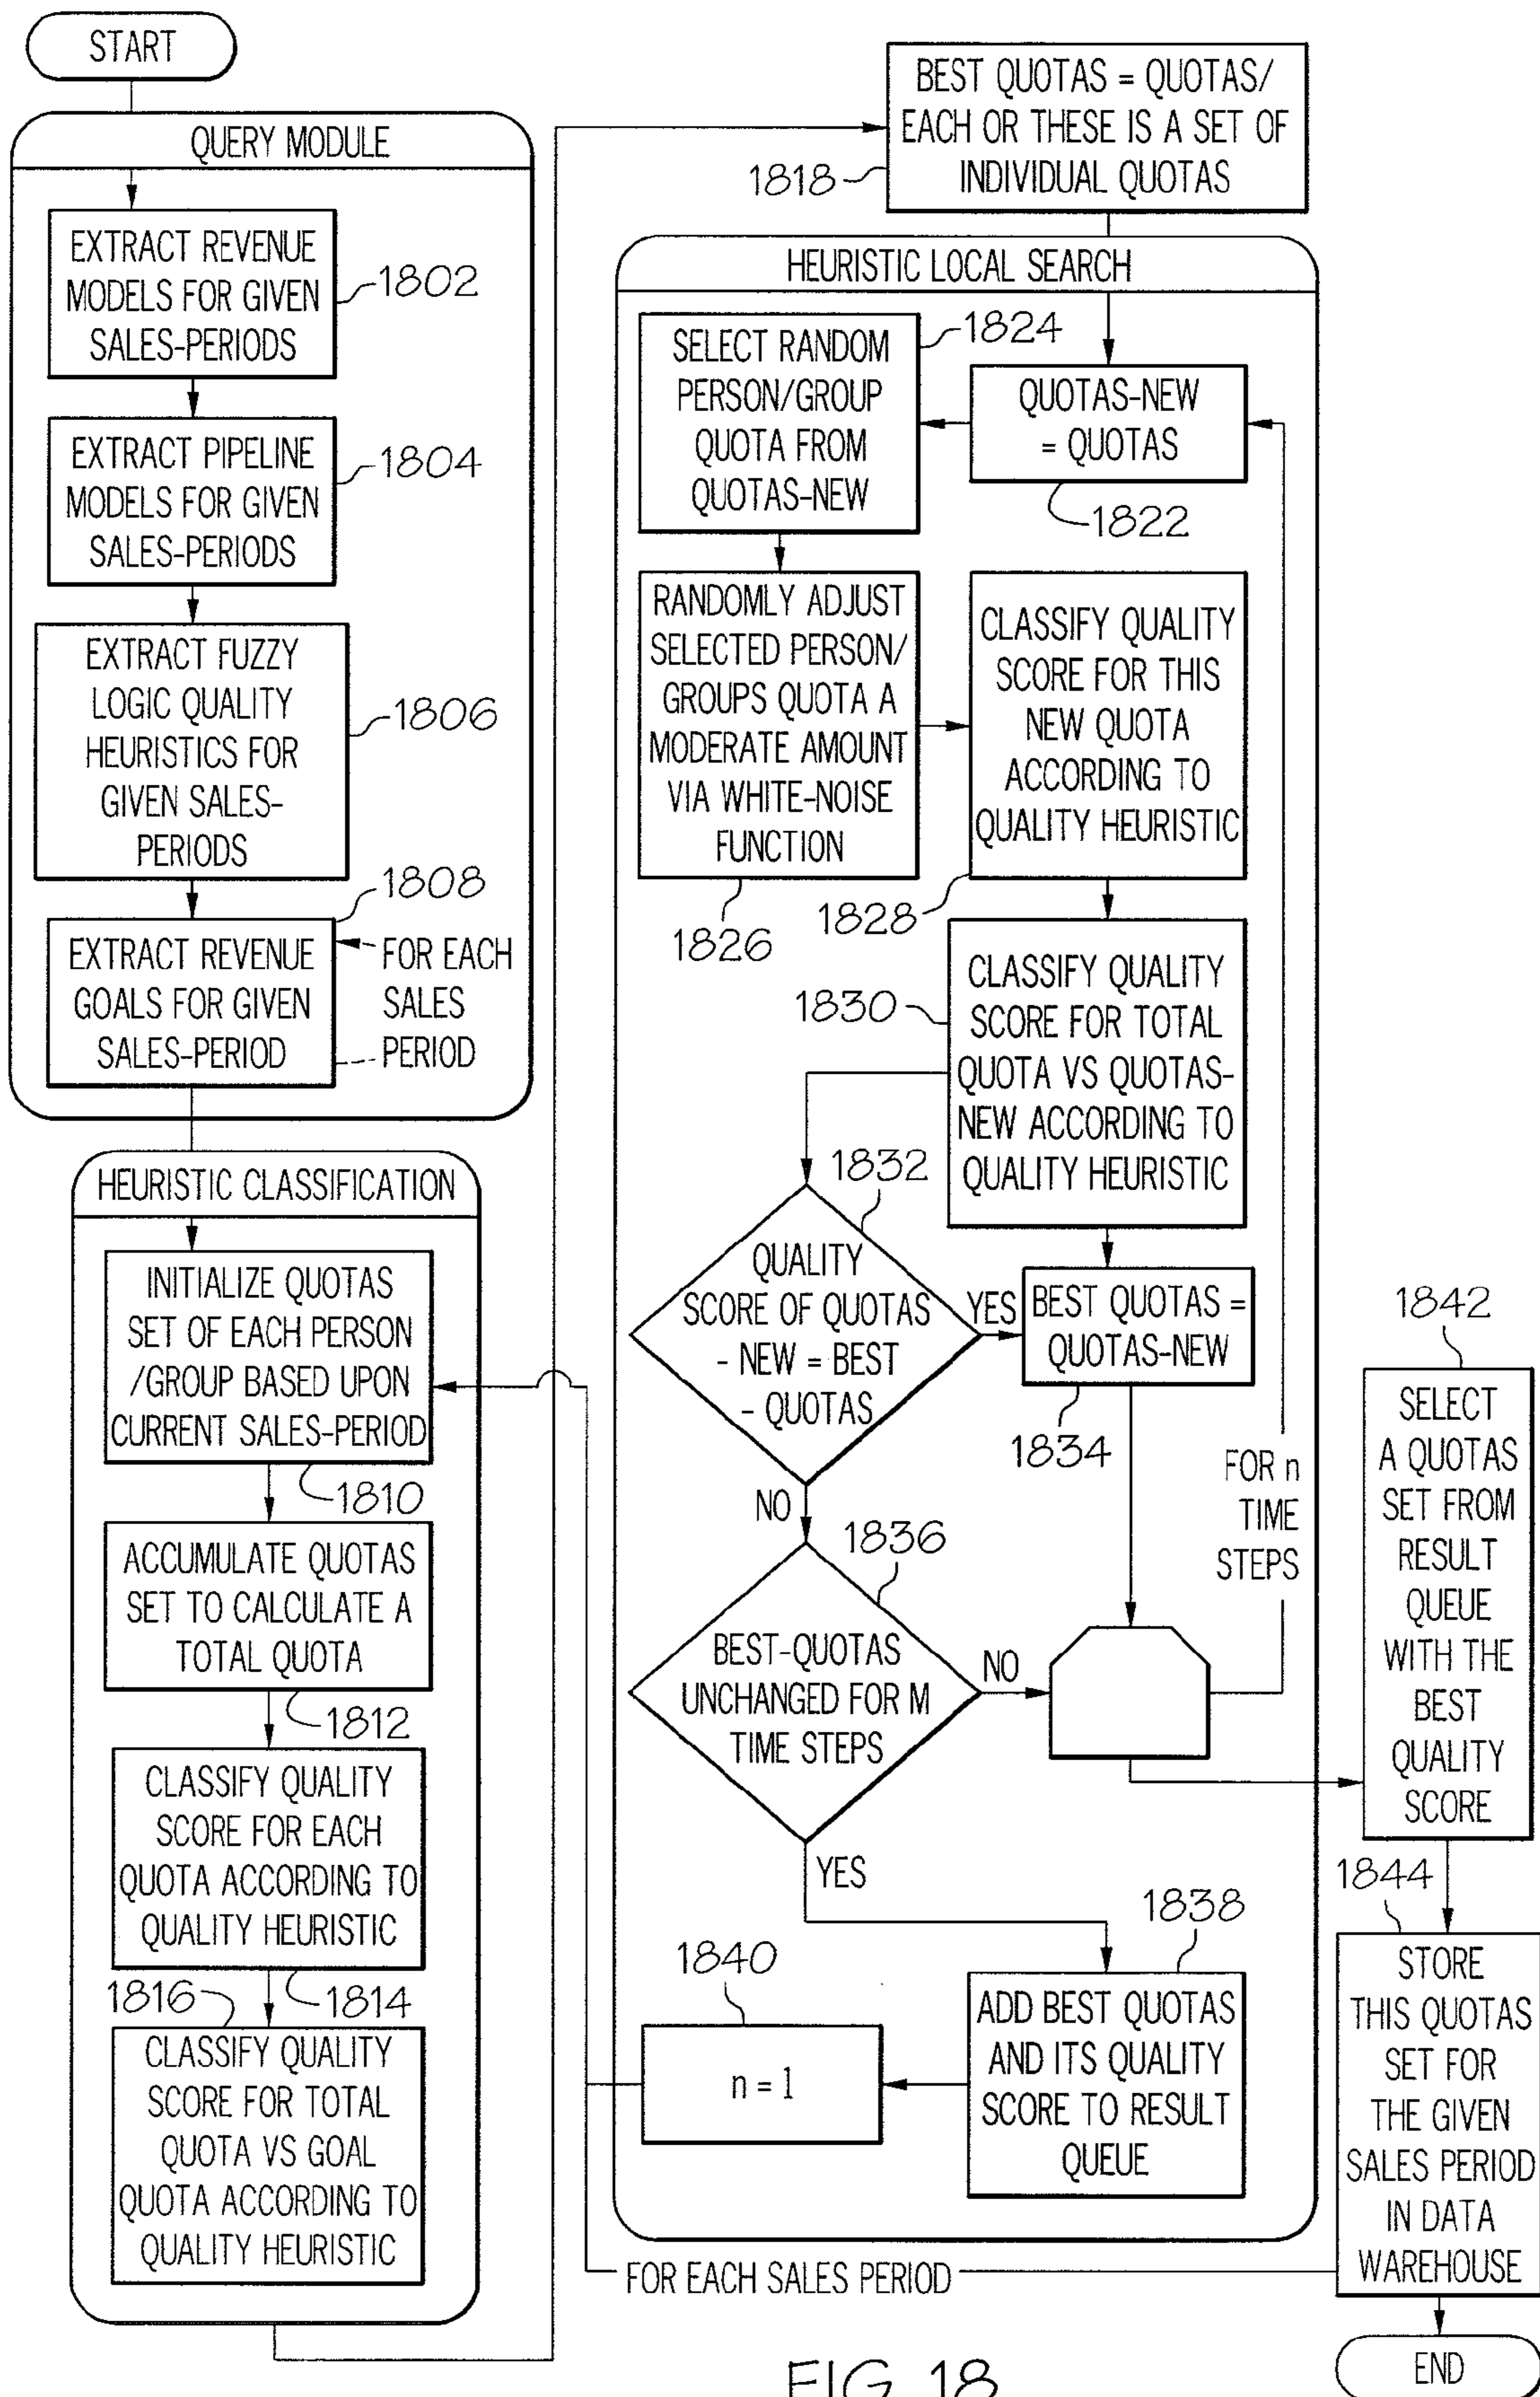 START
QUERY MODULE
EXTRACT REVENUE
MODELS FOR GIVEN
SALES-PERIODS
1802
EXTRACT PIPELINE
MODELS FOR GIVEN
SALES-PERIODS
1804
EXTRACT FUZZY
LOGIC QUALITY
HEURISTICS FOR
GIVEN SALES-
PERIODS
1806
1808
EXTRACT REVENUE
GOALS FOR GIVEN
SALES-PERIOD
FOR EACH
SALES
PERIOD
HEURISTIC CLASSIFICATION
INITIALIZE QUOTAS
SET OF EACH PERSON
/GROUP BASED UPON
CURRENT SALES-PERIOD
1810
ACCUMULATE QUOTAS
SET TO CALCULATE A
TOTAL QUOTA
1812
CLASSIFY QUALITY
SCORE FOR EACH
QUOTA ACCORDING TO
QUALITY HEURISTIC
1814
1816
CLASSIFY QUALITY
SCORE FOR TOTAL
QUOTA VS GOAL
QUOTA ACCORDING TO
QUALITY HEURISTIC
BEST QUOTAS = QUOTAS/
EACH OR THESE IS A SET OF
INDIVIDUAL QUOTAS
1818
HEURISTIC LOCAL SEARCH
1824
SELECT RANDOM
PERSON/GROUP
QUOTA FROM
QUOTAS-NEW
QUOTAS-NEW
= QUOTAS
1822
RANDOMLY ADJUST
SELECTED PERSON/
GROUPS QUOTA A
MODERATE AMOUNT
VIA WHITE-NOISE
FUNCTION
1826
CLASSIFY QUALITY
SCORE FOR THIS
NEW QUOTA
ACCORDING TO
QUALITY HEURISTIC
1828
CLASSIFY QUALITY
SCORE FOR TOTAL
QUOTA VS QUOTAS-
NEW ACCORDING TO
QUALITY HEURISTIC
1830
1832
QUALITY
SCORE OF QUOTAS
- NEW = BEST
- QUOTAS
YES
BEST QUOTAS =
QUOTAS-NEW
1834
NO
1836
BEST-QUOTAS
UNCHANGED FOR M
TIME STEPS
NO
FOR n
TIME
STEPS
YES
1838
ADD BEST QUOTAS
AND ITS QUALITY
SCORE TO RESULT
QUEUE
1840
n = 1
1842
SELECT
A QUOTAS
SET FROM
RESULT
QUEUE
WITH THE
BEST
QUALITY
SCORE
1844
STORE
THIS QUOTAS
SET FOR
THE GIVEN
SALES PERIOD
IN DATA
WAREHOUSE
FOR EACH SALES PERIOD
END
FIG. 18